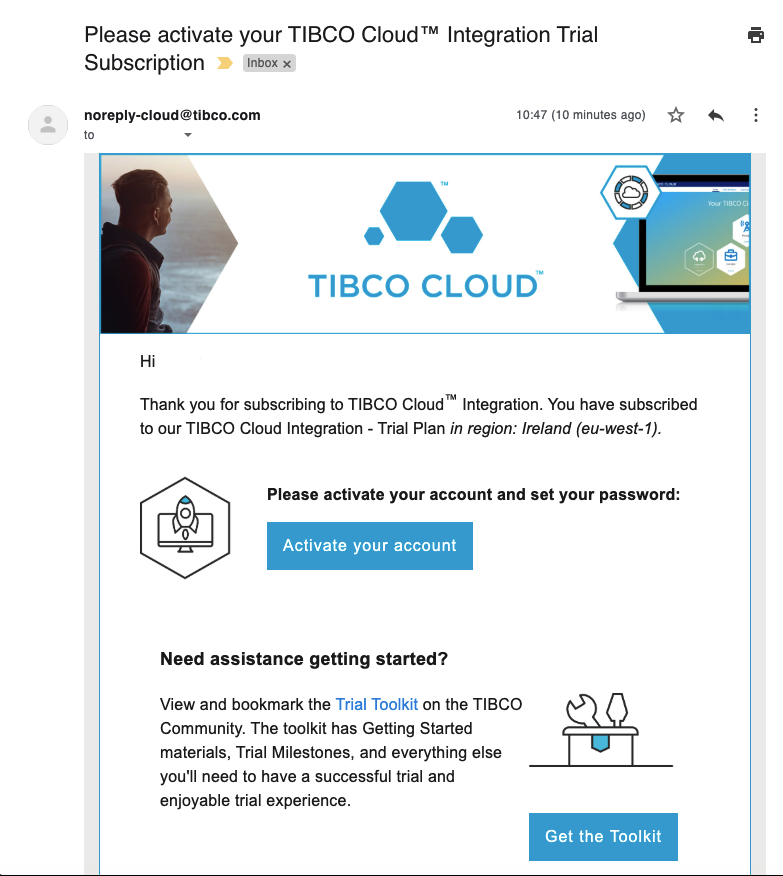 Please activate your TIBCO Cloud™ Integration Trial
Subscription
Inbox ×
noreply-cloud@tibco.com
10:47 (10 minutes ago)
to
TIBCO CLOUD™
Your TIBCO Cl
Hi
Thank you for subscribing to TIBCO Cloud™ Integration. You have subscribed
to our TIBCO Cloud Integration - Trial Plan in region: Ireland (eu-west-1).
Please activate your account and set your password:
Activate your account
Need assistance getting started?
View and bookmark the Trial Toolkit on the TIBCO
Community. The toolkit has Getting Started
materials, Trial Milestones, and everything else
you'll need to have a successful trial and
enjoyable trial experience.
Get the Toolkit